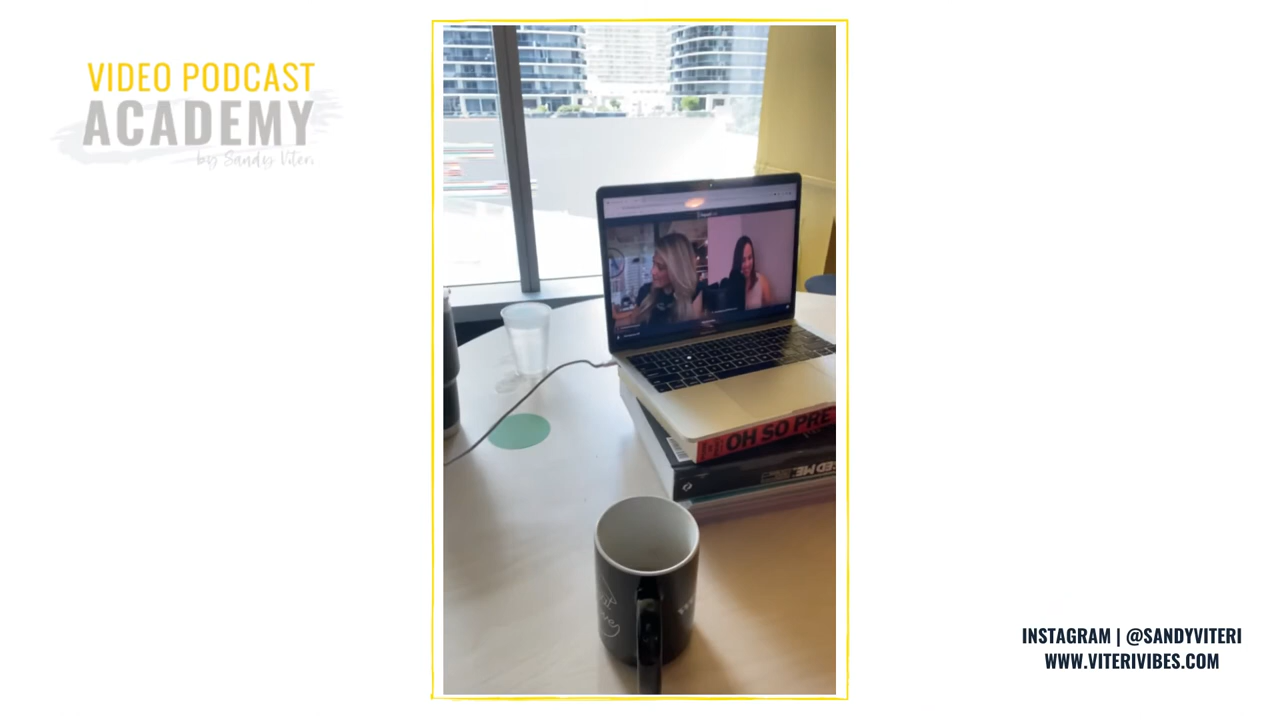 VIDEO PODCAST
ACADEMY
by Sandy Viteri
OH SO PRE
INSTAGRAM | @SANDYVITERI
WWW.VITERIVIBES.COM